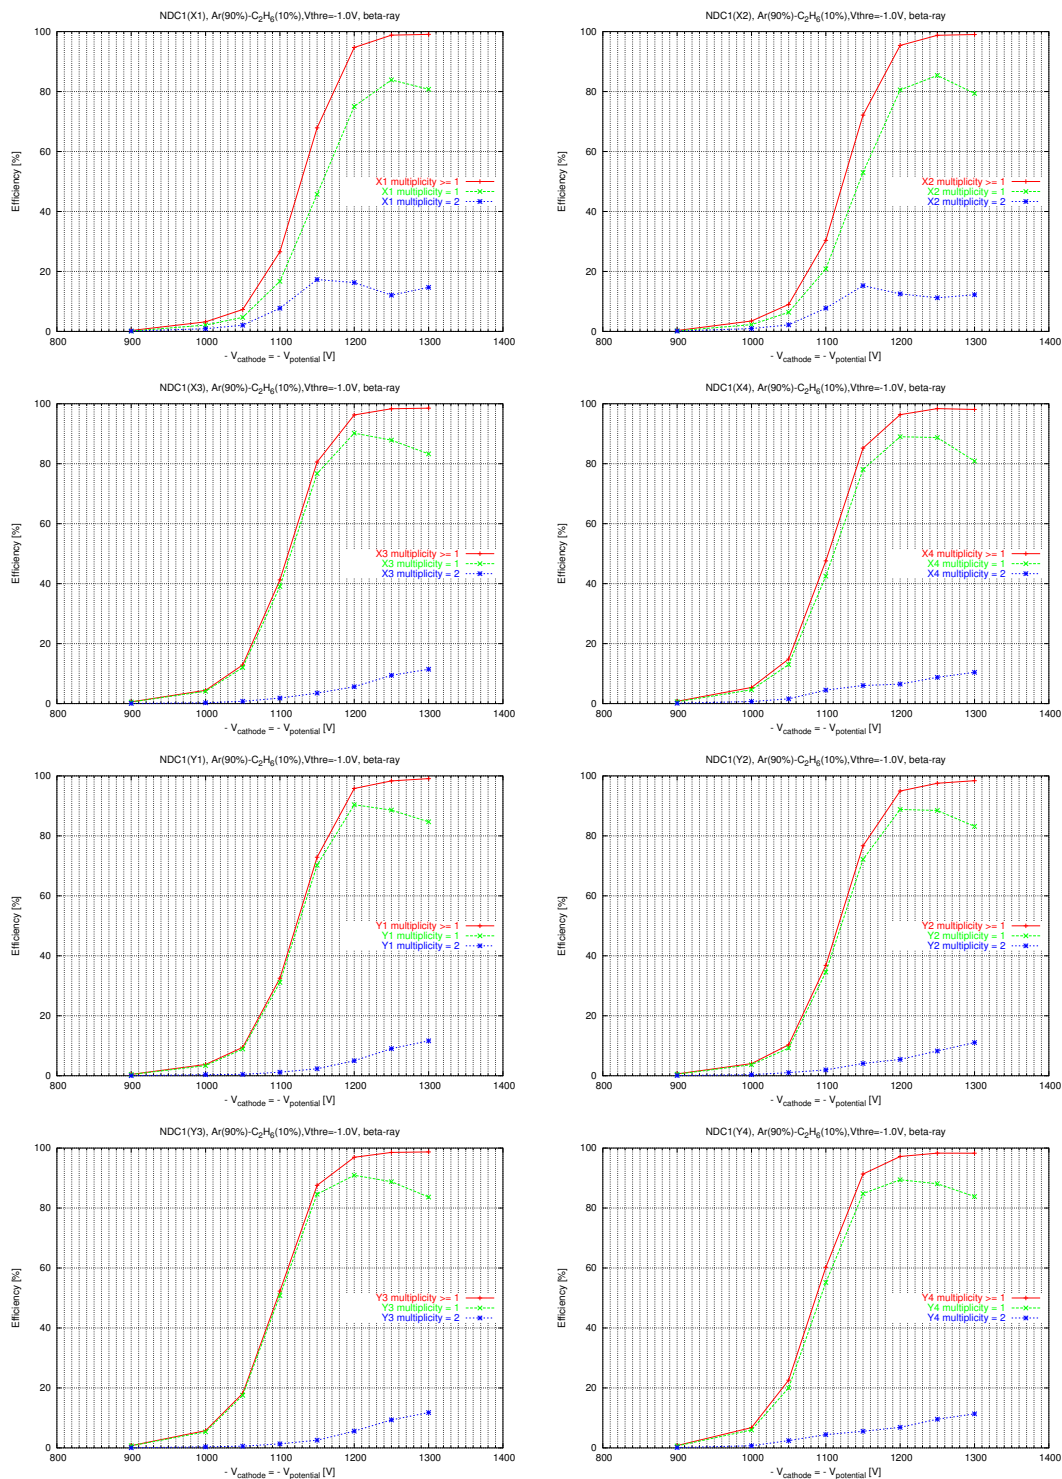 NDC1(X1), Ar(90%)-C2H6(10%),Vthre=-1.0V, beta-ray
Efficiency [%]
100
80
60
40
20
0
X1 multiplicity >= 1
X1 multiplicity = 1
X1 multiplicity = 2
800 900 1000 1100 1200 1300 1400
- Vcathode = - Vpotential [V]
NDC1(X2), Ar(90%)-C2H6(10%),Vthre=-1.0V, beta-ray
Efficiency [%]
100
80
60
40
20
0
X2 multiplicity >= 1
X2 multiplicity = 1
X2 multiplicity = 2
800 900 1000 1100 1200 1300 1400
- Vcathode = - Vpotential [V]
NDC1(X3), Ar(90%)-C2H6(10%),Vthre=-1.0V, beta-ray
Efficiency [%]
100
80
60
40
20
0
X3 multiplicity >= 1
X3 multiplicity = 1
X3 multiplicity = 2
800 900 1000 1100 1200 1300 1400
- Vcathode = - Vpotential [V]
NDC1(X4), Ar(90%)-C2H6(10%),Vthre=-1.0V, beta-ray
Efficiency [%]
100
80
60
40
20
0
X4 multiplicity >= 1
X4 multiplicity = 1
X4 multiplicity = 2
800 900 1000 1100 1200 1300 1400
- Vcathode = - Vpotential [V]
NDC1(Y1), Ar(90%)-C2H6(10%),Vthre=-1.0V, beta-ray
Efficiency [%]
100
80
60
40
20
0
Y1 multiplicity >= 1
Y1 multiplicity = 1
Y1 multiplicity = 2
800 900 1000 1100 1200 1300 1400
- Vcathode = - Vpotential [V]
NDC1(Y2), Ar(90%)-C2H6(10%),Vthre=-1.0V, beta-ray
Efficiency [%]
100
80
60
40
20
0
Y2 multiplicity >= 1
Y2 multiplicity = 1
Y2 multiplicity = 2
800 900 1000 1100 1200 1300 1400
- Vcathode = - Vpotential [V]
NDC1(Y3), Ar(90%)-C2H6(10%),Vthre=-1.0V, beta-ray
Efficiency [%]
100
80
60
40
20
0
Y3 multiplicity >= 1
Y3 multiplicity = 1
Y3 multiplicity = 2
800 900 1000 1100 1200 1300 1400
- Vcathode = - Vpotential [V]
NDC1(Y4), Ar(90%)-C2H6(10%),Vthre=-1.0V, beta-ray
Efficiency [%]
100
80
60
40
20
0
Y4 multiplicity >= 1
Y4 multiplicity = 1
Y4 multiplicity = 2
800 900 1000 1100 1200 1300 1400
- Vcathode = - Vpotential [V]